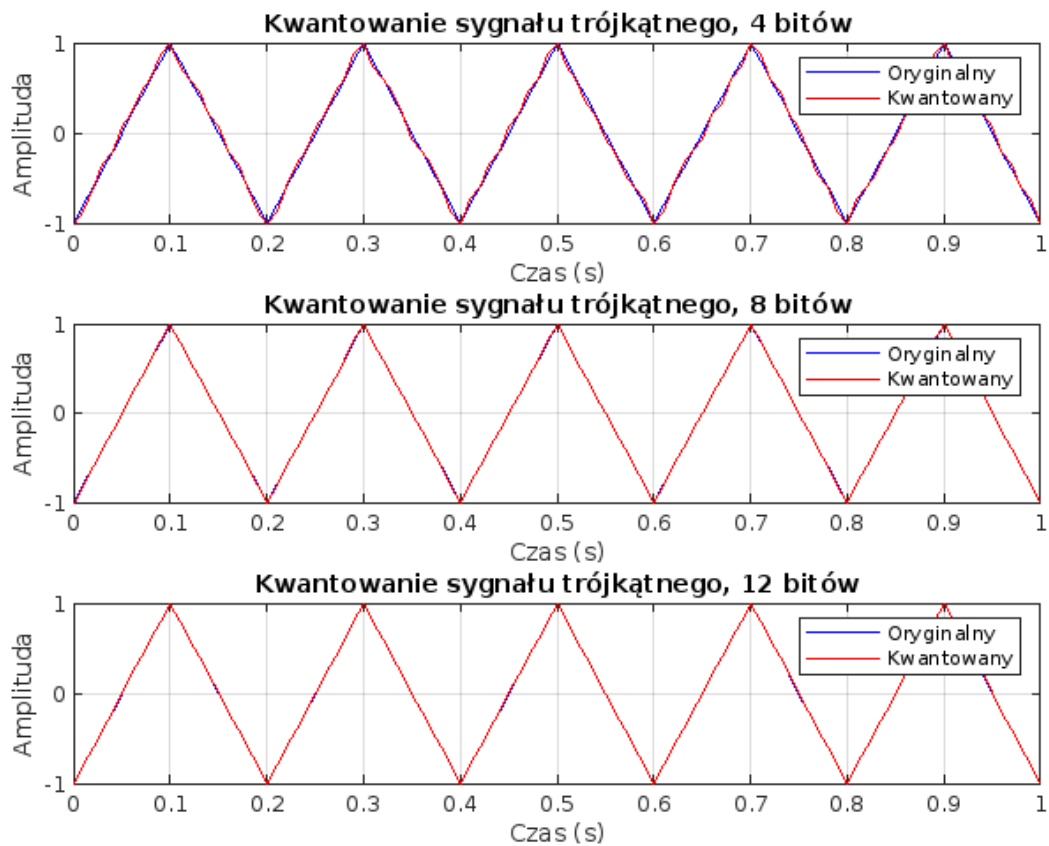 Kwantowanie sygnału trójkątnego, 4 bitów
1
0
-1
Amplituda
Oryginalny
Kwantowany
0 0.1 0.2 0.3 0.4 0.5 0.6 0.7 0.8 0.9 1
Czas (s)
Kwantowanie sygnału trójkątnego, 8 bitów
1
0
-1
Amplituda
Oryginalny
Kwantowany
0 0.1 0.2 0.3 0.4 0.5 0.6 0.7 0.8 0.9 1
Czas (s)
Kwantowanie sygnału trójkątnego, 12 bitów
1
0
-1
Amplituda
Oryginalny
Kwantowany
0 0.1 0.2 0.3 0.4 0.5 0.6 0.7 0.8 0.9 1
Czas (s)